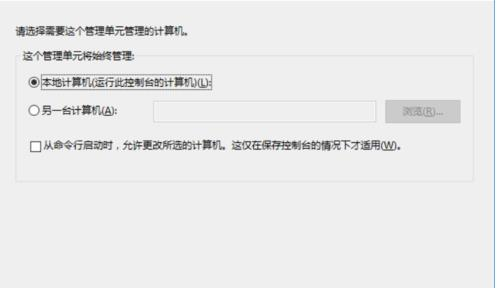 请选择需要这个管理单元管理的计算机。
这个管理单元将始终管理:
本地计算机(运行此控制台的计算机)(L):
另一台计算机(A):
浏览(R)...
从命令行启动时，允许更改所选的计算机。这仅在保存控制台的情况下才适用(W)。